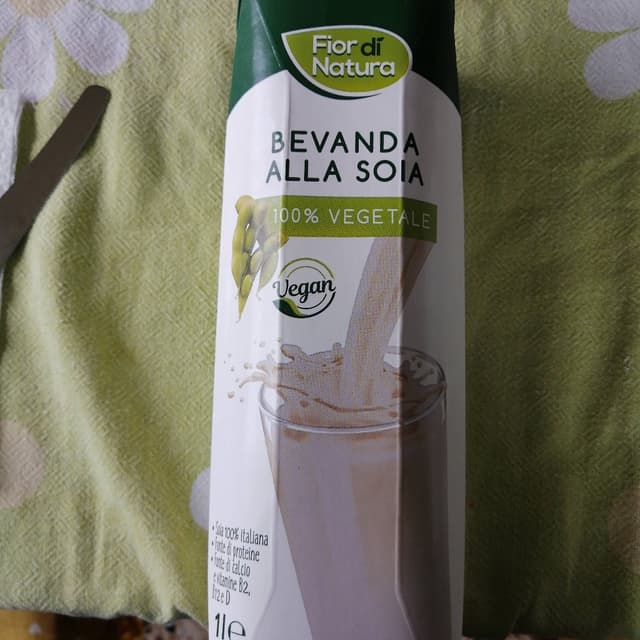 Fior di
Natura
BEVANDA
ALLA SOIA
100% VEGETALE
Vegan
• Soia 100% italiana
• Fonte di proteine
• Fonte di calcio
e vitamine B2,
B12 e D
1L e